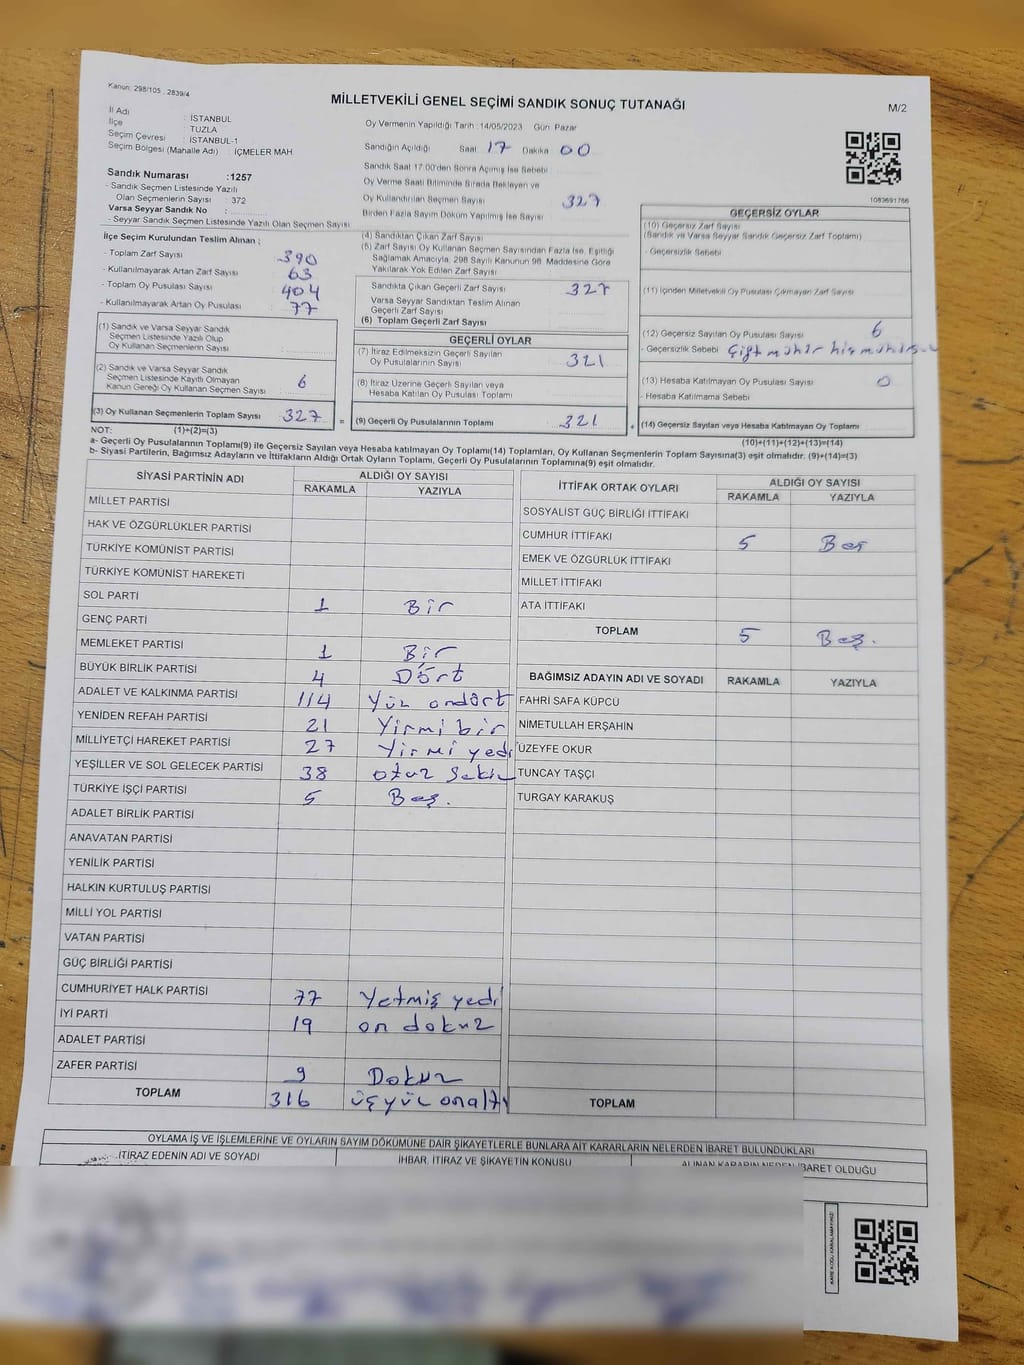 Kanun: 298/105 , 2839/4
MİLLETVEKİLİ GENEL SEÇİMİ SANDIK SONUÇ TUTANAĞI
M/2
İl Adı : İSTANBUL
İlçe : TUZLA
Seçim Çevresi : İSTANBUL-1
Seçim Bölgesi (Mahalle Adı) : İÇMELER MAH
Sandık Numarası :1257
- Sandık Seçmen Listesinde Yazılı
Olan Seçmenlerin Sayısı : 372
Varsa Seyyar Sandık No :
- Seyyar Sandık Listesinde Yazılı Olan Seçmen Sayısı
Oy Vermenin Yapıldığı Tarih :14/05/2023 Gün Pazar
Sandığın Açıldığı Saat 17 Dakika 00
Sandık Saat 17:00'den Sonra Açılmış İse Sebebi
Oy Verme Saati Bitiminde Sırada Bekleyen ve
Oy Kullandırılan Seçmen Sayısı 327
Birden Fazla Sayım Döküm Yapılmış İse Sayısı
1083691766
İlçe Seçim Kurulundan Teslim Alınan ;
- Toplam Zarf Sayısı : 390
- Kullanılmayarak Artan Zarf Sayısı : 63
- Toplam Oy Pusulası Sayısı : 404
- Kullanılmayarak Artan Oy Pusulası : 77
(4) Sandıktan Çıkan Zarf Sayısı
(5) Zarf Sayısı Oy Kullanan Seçmen Sayısından Fazla İse, Eşitliği
Sağlamak Amacıyla, 298 Sayılı Kanunun 98. Maddesine Göre
Yakılarak Yok Edilen Zarf Sayısı
Sandıkta Çıkan Geçerli Zarf Sayısı : 327
Varsa Seyyar Sandıktan Teslim Alınan
Geçerli Zarf Sayısı
(6) Toplam Geçerli Zarf Sayısı
GEÇERSİZ OYLAR
(10) Geçersiz Zarf Sayısı
(Sandık ve Varsa Seyyar Sandık Geçersiz Zarf Toplamı)
- Geçersizlik Sebebi
(11) İçinden Milletvekili Oy Pusulası Çıkmayan Zarf Sayısı
(12) Geçersiz Sayılan Oy Pusulası Sayısı 6
- Geçersizlik Sebebi : Çift mühür hiç mühürsüz
(13) Hesaba Katılmayan Oy Pusulası Sayısı 0
- Hesaba Katılmama Sebebi
(14) Geçersiz Sayılan veya Hesaba Katılmayan Oy Toplamı
(10)+(11)+(12)+(13)=(14)
(1) Sandık ve Varsa Seyyar Sandık
Seçmen Listesinde Yazılı Olup
Oy Kullanan Seçmenlerin Sayısı
(2) Sandık ve Varsa Seyyar Sandık
Seçmen Listesinde Kayıtlı Olmayan
Kanun Gereği Oy Kullanan Seçmen Sayısı : 6
(3) Oy Kullanan Seçmenlerin Toplam Sayısı : 327 =
GEÇERLİ OYLAR
(7) İtiraz Edilmeksizin Geçerli Sayılan
Oy Pusulalarının Sayısı : 321
(8) İtiraz Üzerine Geçerli Sayılan veya
Hesaba Katılan Oy Pusulası Toplamı
(9) Geçerli Oy Pusulalarının Toplamı : 321 +
NOT: (1)+(2)=(3)
a- Geçerli Oy Pusulalarının Toplamı(9) ile Geçersiz Sayılan veya Hesaba katılmayan Oy Toplamı(14) Toplamları, Oy Kullanan Seçmenlerin Toplam Sayısına(3) eşit olmalıdır. (9)+(14)=(3)
b- Siyasi Partilerin, Bağımsız Adayların ve İttifakların Aldığı Ortak Oyların Toplamı, Geçerli Oy Pusulalarının Toplamına(9) eşit olmalıdır.
SİYASİ PARTİNİN ADI ALDIĞI OY SAYISI
RAKAMLA YAZIYLA
MİLLET PARTİSİ
HAK VE ÖZGÜRLÜKLER PARTİSİ
TÜRKİYE KOMÜNİST PARTİSİ
TÜRKİYE KOMÜNİST HAREKETİ
SOL PARTİ 1 Bir
GENÇ PARTİ
MEMLEKET PARTİSİ 1 Bir
BÜYÜK BİRLİK PARTİSİ 4 Dört
ADALET VE KALKINMA PARTİSİ 114 Yüz ondört
YENİDEN REFAH PARTİSİ 21 Yirmi bir
MİLLİYETÇİ HAREKET PARTİSİ 27 Yirmi yedi
YEŞİLLER VE SOL GELECEK PARTİSİ 38 otuz sekiz
TÜRKİYE İŞÇİ PARTİSİ 5 Beş.
ADALET BİRLİK PARTİSİ
ANAVATAN PARTİSİ
YENİLİK PARTİSİ
HALKIN KURTULUŞ PARTİSİ
MİLLİ YOL PARTİSİ
VATAN PARTİSİ
GÜÇ BİRLİĞİ PARTİSİ
CUMHURİYET HALK PARTİSİ 77 Yetmiş yedi
İYİ PARTİ 19 on dokuz
ADALET PARTİSİ
ZAFER PARTİSİ 9 Dokuz
TOPLAM 316 üçyüz onaltı
İTTİFAK ORTAK OYLARI ALDIĞI OY SAYISI
RAKAMLA YAZIYLA
SOSYALİST GÜÇ BİRLİĞİ İTTİFAKI
CUMHUR İTTİFAKI 5 Beş
EMEK VE ÖZGÜRLÜK İTTİFAKI
MİLLET İTTİFAKI
ATA İTTİFAKI
TOPLAM 5 Beş.
BAĞIMSIZ ADAYIN ADI VE SOYADI RAKAMLA YAZIYLA
FAHRİ SAFA KÜPCÜ
NİMETULLAH ERŞAHİN
ÜZEYFE OKUR
TUNCAY TAŞÇI
TURGAY KARAKUŞ
TOPLAM
OYLAMA İŞ VE İŞLEMLERİNE VE OYLARIN SAYIM DÖKÜMÜNE DAİR ŞİKAYETLERLE BUNLARA AİT KARARLARIN NELERDEN İBARET BULUNDUKLARI
İTİRAZ EDENİN ADI VE SOYADI İHBAR, İTİRAZ VE ŞİKAYETİN KONUSU ALINAN KARARIN NEDEN İBARET OLDUĞU
KARE KODU KARALAMAYINIZ!